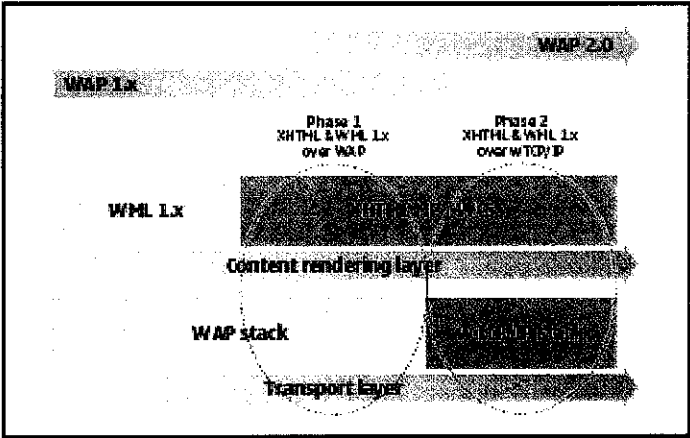 WAP 2.0
WAP 1.x
Phase 1
XHTML & WML 1.x
over WAP
Phase 2
XHTML & WML 1.x
over wTCP/IP
WML 1.x
Content rendering layer
WAP stack
Transport layer